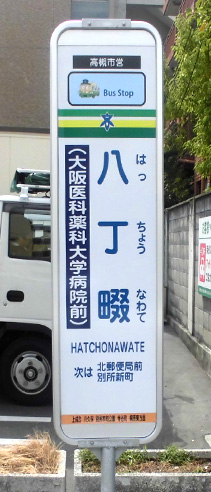 高槻市営
Bus Stop
八丁畷
はっちょうなわて
(大阪医科薬科大学病院前)
HATCHONAWATE
次は 北郵便局前
別所新町